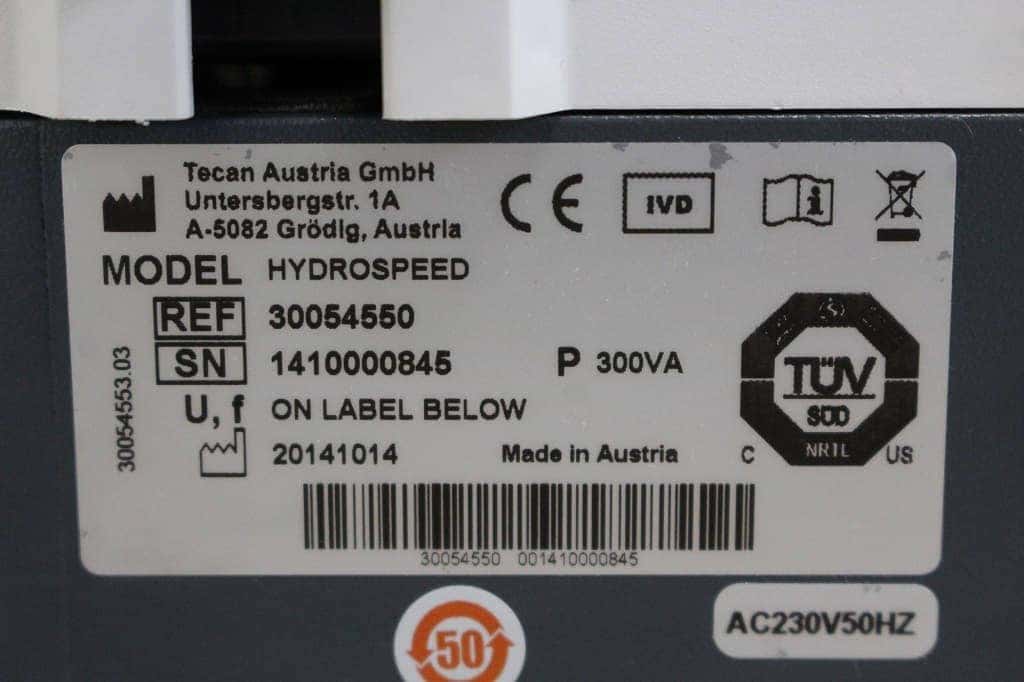 Tecan Austria GmbH
Untersbergstr. 1A
A-5082 Grödig, Austria
CE
IVD
i
MODEL HYDROSPEED
REF 30054550
SN 1410000845 P 300VA
U, f ON LABEL BELOW
20141014 Made in Austria
30054553.03
TÜV
SÜD
NRTL
C US
30054550 001410000845
50
AC230V50HZ